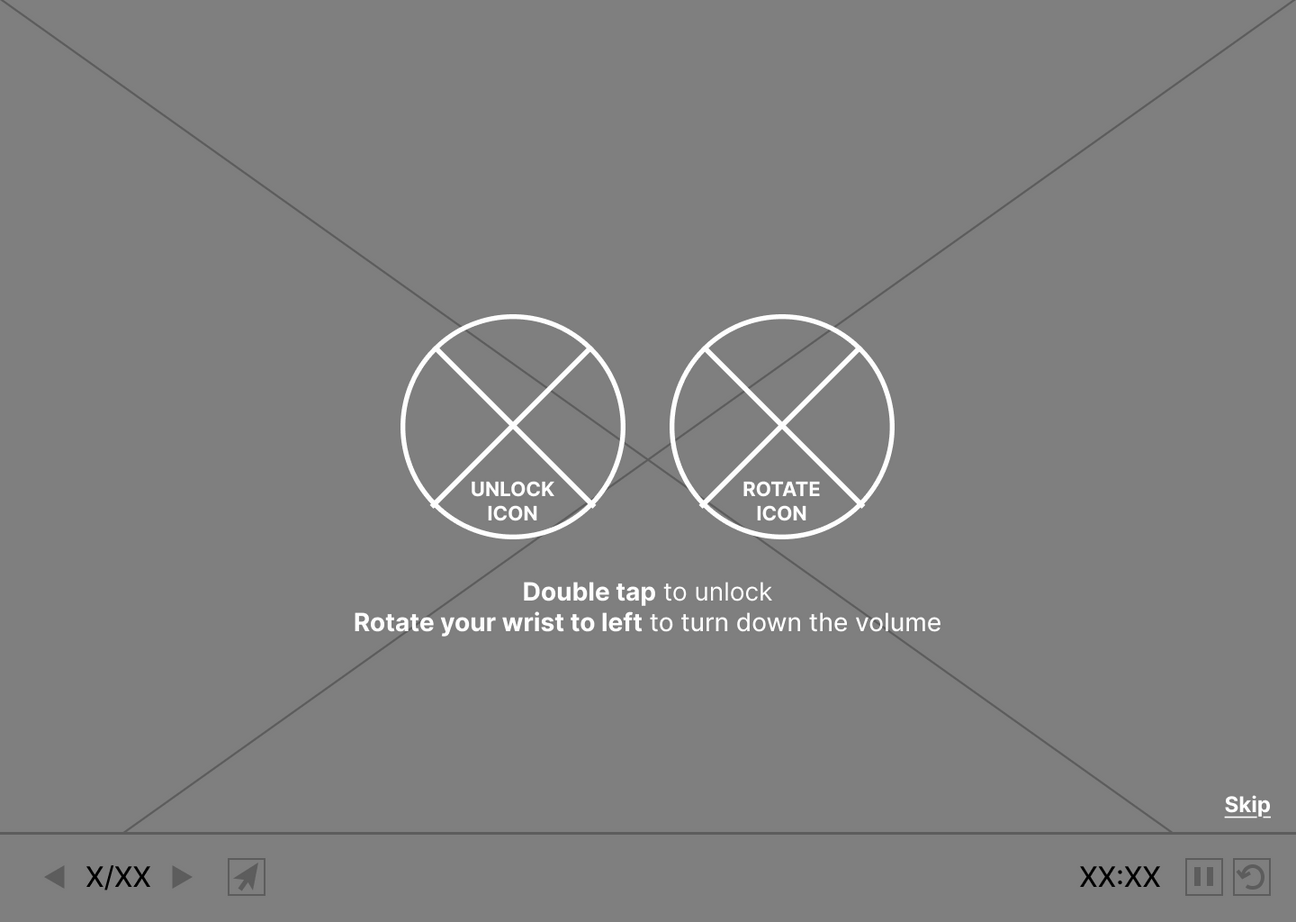 UNLOCK
ICON
ROTATE
ICON
Double tap to unlock
Rotate your wrist to left to turn down the volume
Skip
X/XX
XX:XX